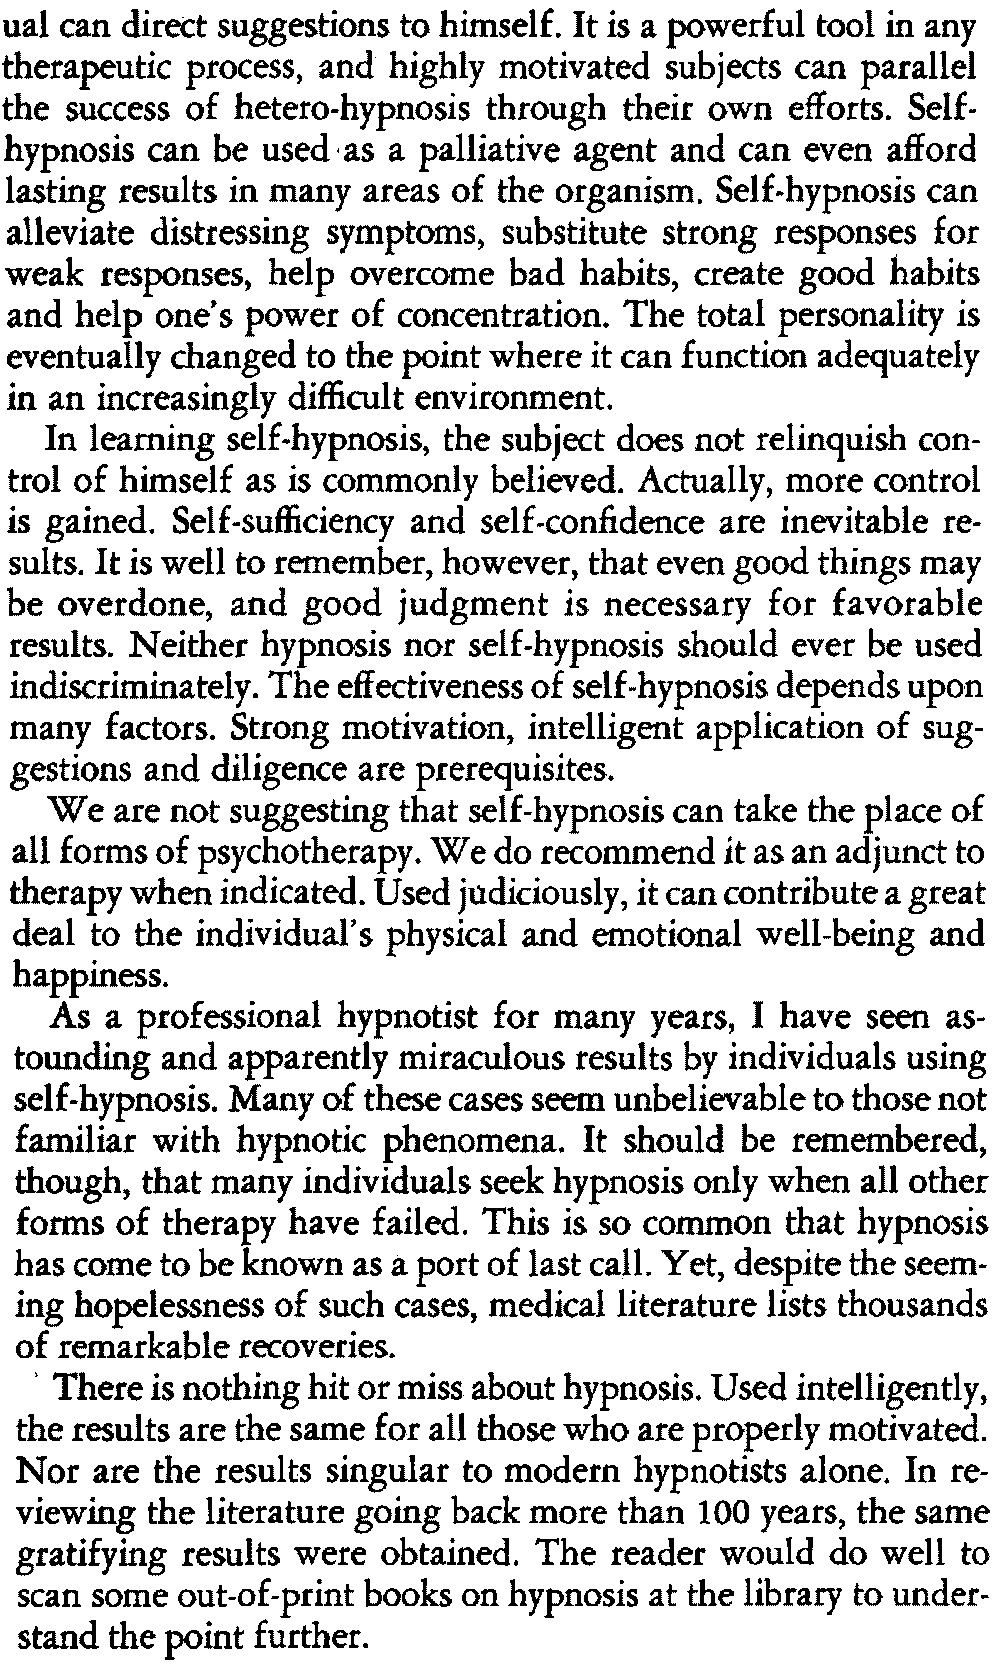 ual can direct suggestions to himself. It is a powerful tool in any
therapeutic process, and highly motivated subjects can parallel
the success of hetero-hypnosis through their own efforts. Self-
hypnosis can be used as a palliative agent and can even afford
lasting results in many areas of the organism. Self-hypnosis can
alleviate distressing symptoms, substitute strong responses for
weak responses, help overcome bad habits, create good habits
and help one's power of concentration. The total personality is
eventually changed to the point where it can function adequately
in an increasingly difficult environment.
In learning self-hypnosis, the subject does not relinquish con-
trol of himself as is commonly believed. Actually, more control
is gained. Self-sufficiency and self-confidence are inevitable re-
sults. It is well to remember, however, that even good things may
be overdone, and good judgment is necessary for favorable
results. Neither hypnosis nor self-hypnosis should ever be used
indiscriminately. The effectiveness of self-hypnosis depends upon
many factors. Strong motivation, intelligent application of sug-
gestions and diligence are prerequisites.
We are not suggesting that self-hypnosis can take the place of
all forms of psychotherapy. We do recommend it as an adjunct to
therapy when indicated. Used judiciously, it can contribute a great
deal to the individual's physical and emotional well-being and
happiness.
As a professional hypnotist for many years, I have seen as-
tounding and apparently miraculous results by individuals using
self-hypnosis. Many of these cases seem unbelievable to those not
familiar with hypnotic phenomena. It should be remembered,
though, that many individuals seek hypnosis only when all other
forms of therapy have failed. This is so common that hypnosis
has come to be known as a port of last call. Yet, despite the seem-
ing hopelessness of such cases, medical literature lists thousands
of remarkable recoveries.
There is nothing hit or miss about hypnosis. Used intelligently,
the results are the same for all those who are properly motivated.
Nor are the results singular to modern hypnotists alone. In re-
viewing the literature going back more than 100 years, the same
gratifying results were obtained. The reader would do well to
scan some out-of-print books on hypnosis at the library to under-
stand the point further.